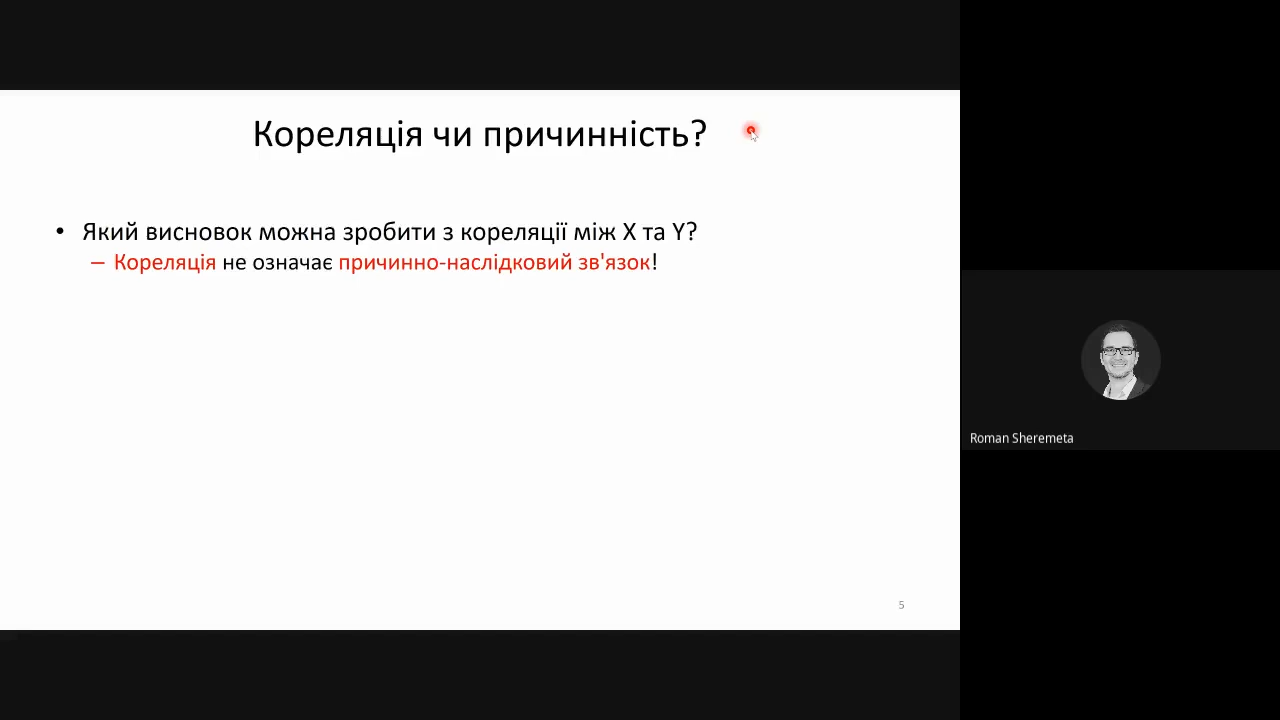 Кореляція чи причинність?
• Який висновок можна зробити з кореляції між X та Y?
– Кореляція не означає причинно-наслідковий зв'язок!
5
Roman Sheremeta